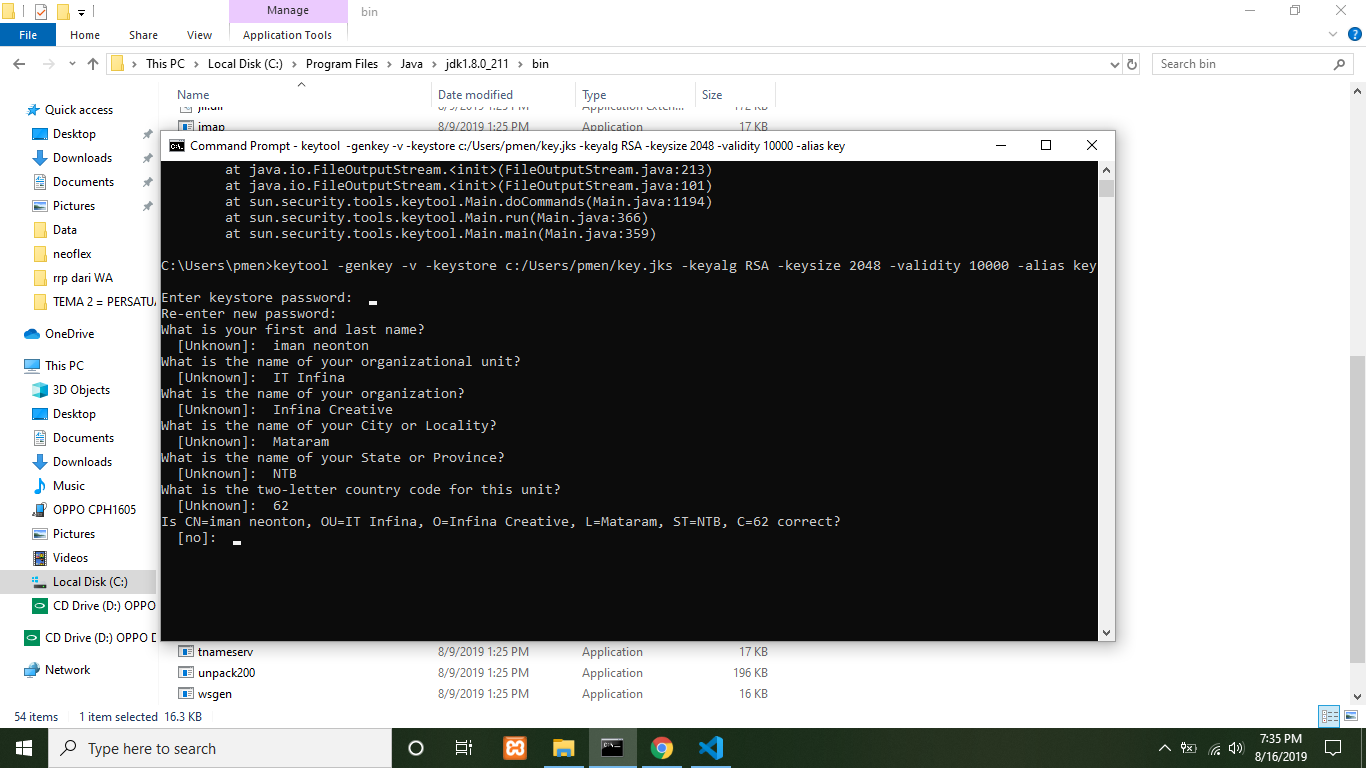 Manage
bin
File
Home
Share
View
Application Tools
This PC
Local Disk (C:)
Program Files
Java
jdk1.8.0_211
bin
Search bin
Name
Date modified
Type
Size
Quick access
Desktop
Downloads
Documents
Pictures
Data
neoflex
rrp dari WA
TEMA 2 = PERSATUA
OneDrive
This PC
3D Objects
Desktop
Documents
Downloads
Music
OPPO CPH1605
Pictures
Videos
Local Disk (C:)
CD Drive (D:) OPPO
CD Drive (D:) OPPO D
Network
jli.dll 8/9/2019 1:25 PM Application exten... 172 KB
jmap 8/9/2019 1:25 PM Application 17 KB
Command Prompt - keytool -genkey -v -keystore c:/Users/pmen/key.jks -keyalg RSA -keysize 2048 -validity 10000 -alias key
at java.io.FileOutputStream.<init>(FileOutputStream.java:213)
at java.io.FileOutputStream.<init>(FileOutputStream.java:101)
at sun.security.tools.keytool.Main.doCommands(Main.java:1194)
at sun.security.tools.keytool.Main.run(Main.java:366)
at sun.security.tools.keytool.Main.main(Main.java:359)
C:\Users\pmen>keytool -genkey -v -keystore c:/Users/pmen/key.jks -keyalg RSA -keysize 2048 -validity 10000 -alias key
Enter keystore password:
Re-enter new password:
What is your first and last name?
[Unknown]: iman neonton
What is the name of your organizational unit?
[Unknown]: IT Infina
What is the name of your organization?
[Unknown]: Infina Creative
What is the name of your City or Locality?
[Unknown]: Mataram
What is the name of your State or Province?
[Unknown]: NTB
What is the two-letter country code for this unit?
[Unknown]: 62
Is CN=iman neonton, OU=IT Infina, O=Infina Creative, L=Mataram, ST=NTB, C=62 correct?
[no]:
tnameserv 8/9/2019 1:25 PM Application 17 KB
unpack200 8/9/2019 1:25 PM Application 196 KB
wsgen 8/9/2019 1:25 PM Application 16 KB
54 items 1 item selected 16.3 KB
Type here to search
7:35 PM
8/16/2019